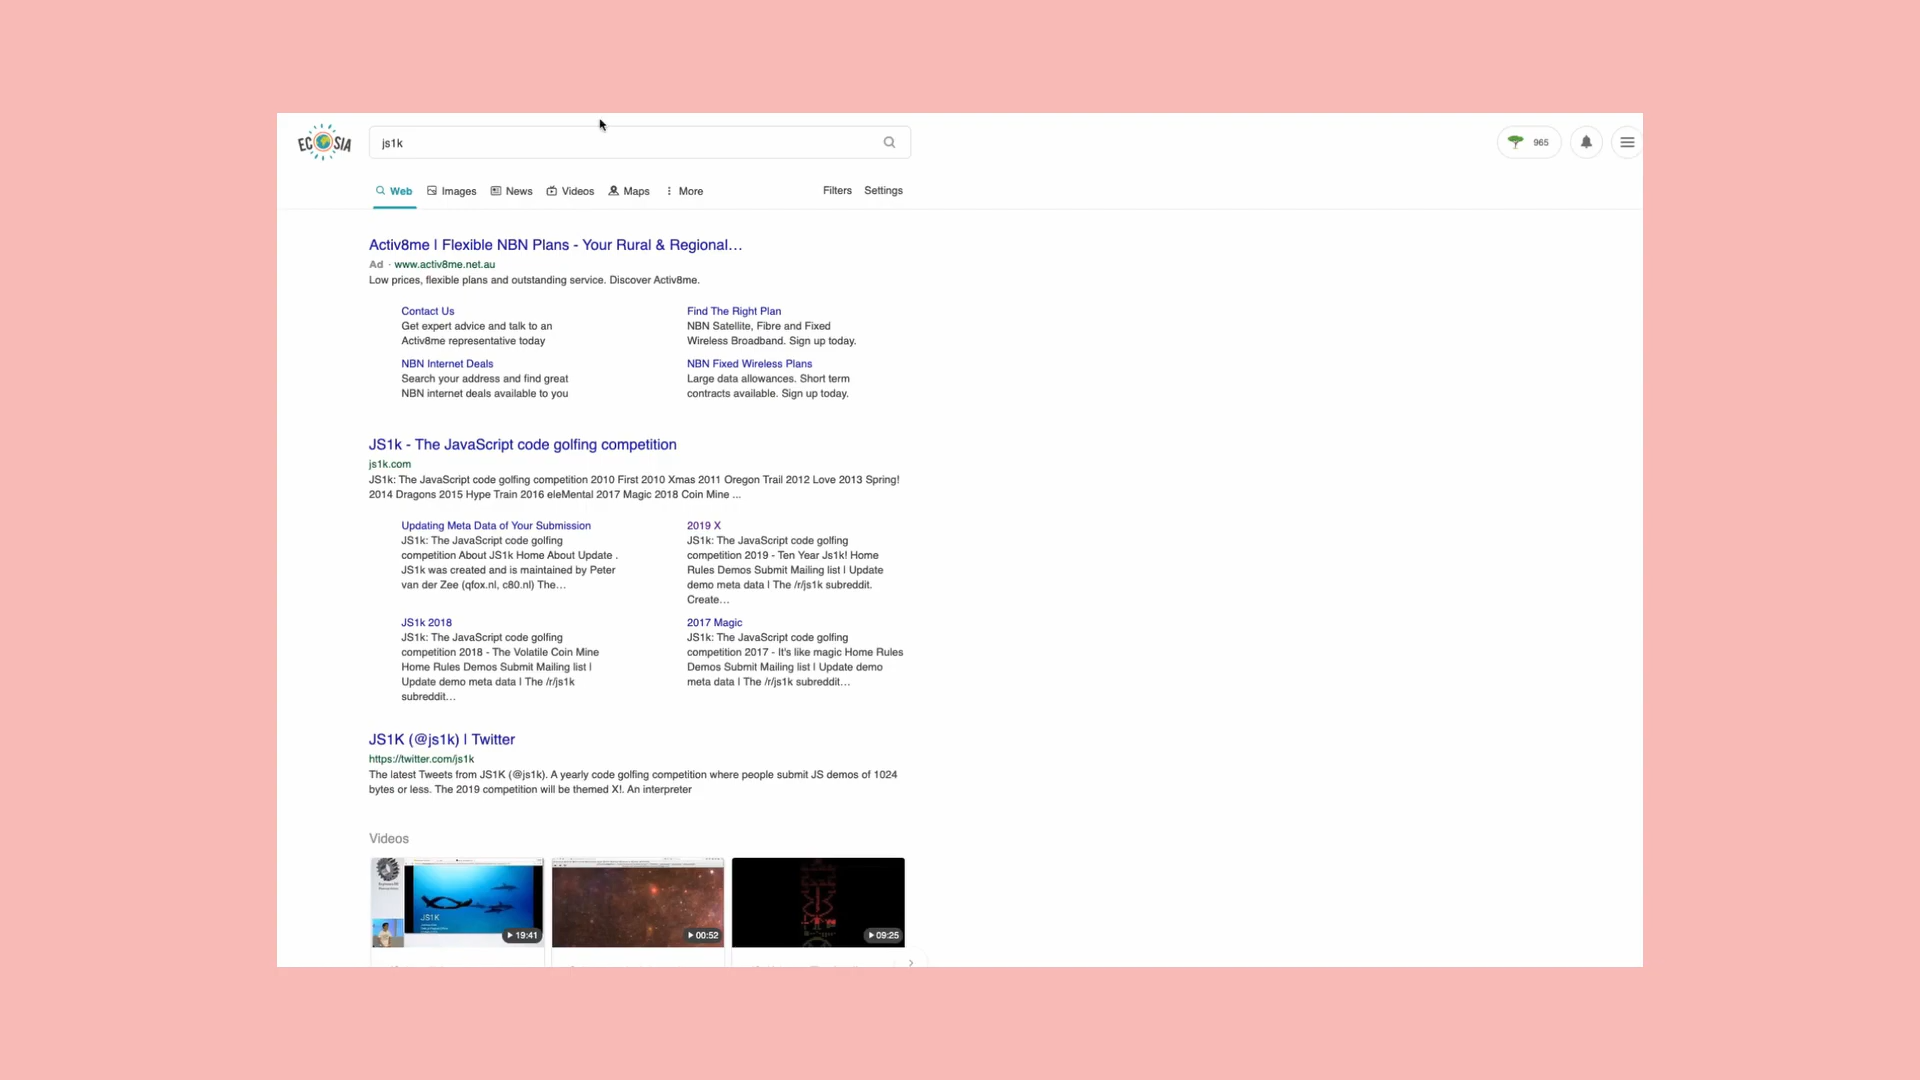 ECOSIA
js1k
965
Web Images News Videos Maps More Filters Settings
Activ8me | Flexible NBN Plans - Your Rural & Regional…
Ad · www.activ8me.net.au
Low prices, flexible plans and outstanding service. Discover Activ8me.
Contact Us
Get expert advice and talk to an
Activ8me representative today
Find The Right Plan
NBN Satellite, Fibre and Fixed
Wireless Broadband. Sign up today.
NBN Internet Deals
Search your address and find great
NBN internet deals available to you
NBN Fixed Wireless Plans
Large data allowances. Short term
contracts available. Sign up today.
JS1k - The JavaScript code golfing competition
js1k.com
JS1k: The JavaScript code golfing competition 2010 First 2010 Xmas 2011 Oregon Trail 2012 Love 2013 Spring!
2014 Dragons 2015 Hype Train 2016 eleMental 2017 Magic 2018 Coin Mine ...
Updating Meta Data of Your Submission
JS1k: The JavaScript code golfing
competition About JS1k Home About Update .
JS1k was created and is maintained by Peter
van der Zee (qfox.nl, c80.nl) The…
2019 X
JS1k: The JavaScript code golfing
competition 2019 - Ten Year Js1k! Home
Rules Demos Submit Mailing list | Update
demo meta data | The /r/js1k subreddit.
Create…
JS1k 2018
JS1k: The JavaScript code golfing
competition 2018 - The Volatile Coin Mine
Home Rules Demos Submit Mailing list |
Update demo meta data | The /r/js1k
subreddit…
2017 Magic
JS1k: The JavaScript code golfing
competition 2017 - It's like magic Home Rules
Demos Submit Mailing list | Update demo
meta data | The /r/js1k subreddit…
JS1K (@js1k) | Twitter
https://twitter.com/js1k
The latest Tweets from JS1K (@js1k). A yearly code golfing competition where people submit JS demos of 1024
bytes or less. The 2019 competition will be themed X!. An interpreter
Videos
JS1K
19:41
00:52
09:25